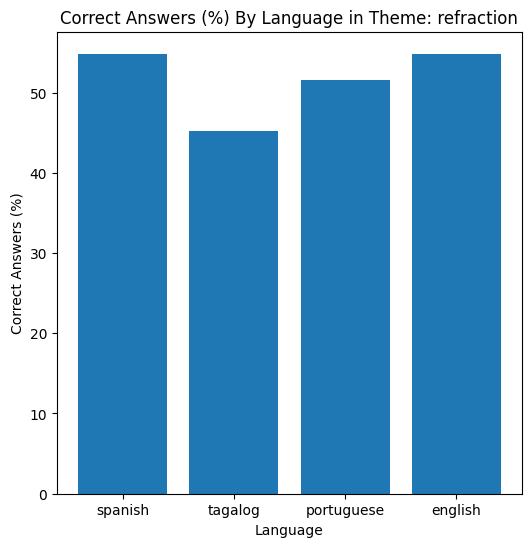 Correct Answers (%) By Language in Theme: refraction
Correct Answers (%)
50
40
30
20
10
0
spanish tagalog portuguese english
Language